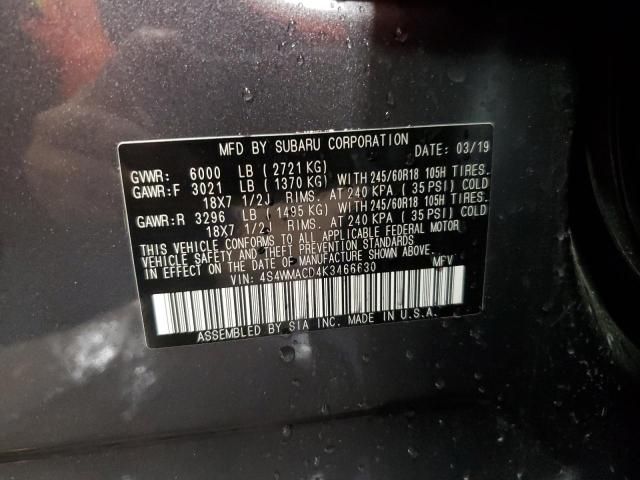 MFD BY SUBARU CORPORATION DATE: 03/19
GVWR: 6000 LB (2721 KG)
GAWR:F 3021 LB (1370 KG) WITH 245/60R18 105H TIRES.
18X7 1/2J RIMS. AT 240 KPA (35 PSI) COLD
GAWR:R 3296 LB (1495 KG) WITH 245/60R18 105H TIRES.
18X7 1/2J RIMS. AT 240 KPA (35 PSI) COLD
THIS VEHICLE CONFORMS TO ALL APPLICABLE FEDERAL MOTOR
VEHICLE SAFETY AND THEFT PREVENTION STANDARDS
IN EFFECT ON THE DATE OF MANUFACTURE SHOWN ABOVE.
VIN: 4S4WMACD4K3466630 MPV
ASSEMBLED BY SIA INC. MADE IN U.S.A.